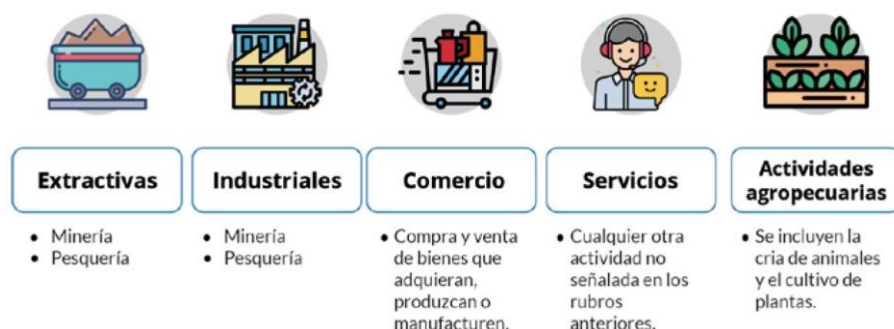 Extractivas
• Minería
• Pesquería
Industriales
• Minería
• Pesquería
Comercio
• Compra y venta
de bienes que
adquieran,
produzcan o
manufacturen.
Servicios
• Cualquier otra
actividad no
señalada en los
rubros
anteriores.
Actividades
agropecuarias
• Se incluyen la
cria de animales
y el cultivo de
plantas.